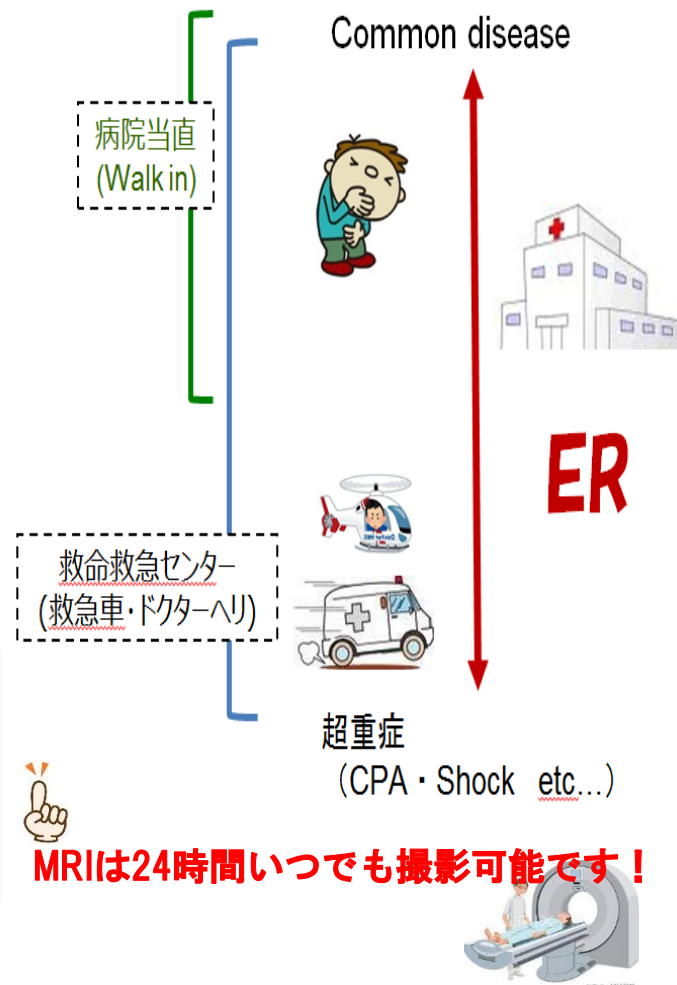 Common disease
病院当直
(Walk in)
ER
救命救急センター
(救急車・ドクターヘリ)
超重症
（CPA・Shock etc...）
MRIは24時間いつでも撮影可能です！